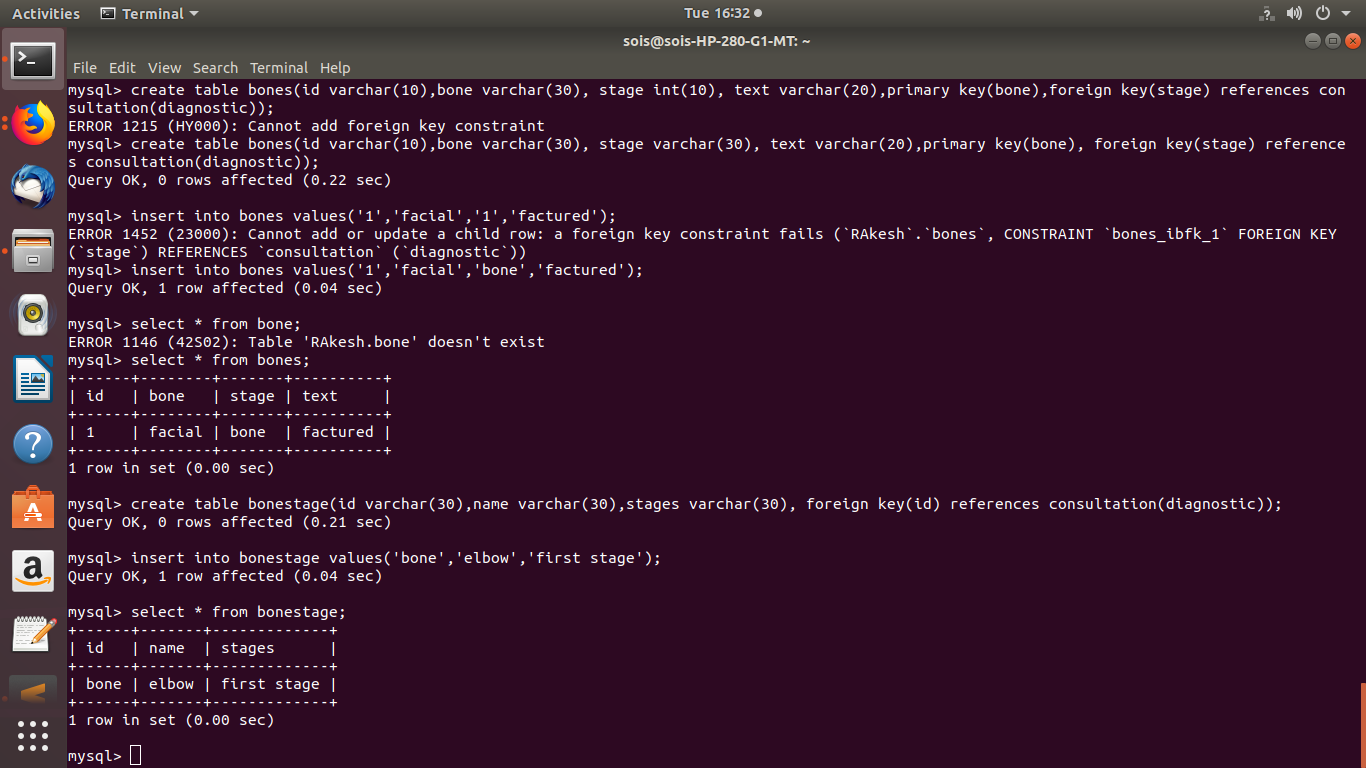 Activities Terminal Tue 16:32
sois@sois-HP-280-G1-MT: ~
File Edit View Search Terminal Help
mysql> create table bones(id varchar(10),bone varchar(30), stage int(10), text varchar(20),primary key(bone),foreign key(stage) references con
sultation(diagnostic));
ERROR 1215 (HY000): Cannot add foreign key constraint
mysql> create table bones(id varchar(10),bone varchar(30), stage varchar(30), text varchar(20),primary key(bone), foreign key(stage) reference
s consultation(diagnostic));
Query OK, 0 rows affected (0.22 sec)
mysql> insert into bones values('1','facial','1','factured');
ERROR 1452 (23000): Cannot add or update a child row: a foreign key constraint fails (`RAkesh`.`bones`, CONSTRAINT `bones_ibfk_1` FOREIGN KEY
(`stage`) REFERENCES `consultation` (`diagnostic`))
mysql> insert into bones values('1','facial','bone','factured');
Query OK, 1 row affected (0.04 sec)
mysql> select * from bone;
ERROR 1146 (42S02): Table 'RAkesh.bone' doesn't exist
mysql> select * from bones;
+------+--------+-------+----------+
| id   | bone   | stage | text     |
+------+--------+-------+----------+
| 1    | facial | bone  | factured |
+------+--------+-------+----------+
1 row in set (0.00 sec)
mysql> create table bonestage(id varchar(30),name varchar(30),stages varchar(30), foreign key(id) references consultation(diagnostic));
Query OK, 0 rows affected (0.21 sec)
mysql> insert into bonestage values('bone','elbow','first stage');
Query OK, 1 row affected (0.04 sec)
mysql> select * from bonestage;
+------+-------+-------------+
| id   | name  | stages      |
+------+-------+-------------+
| bone | elbow | first stage |
+------+-------+-------------+
1 row in set (0.00 sec)
mysql>